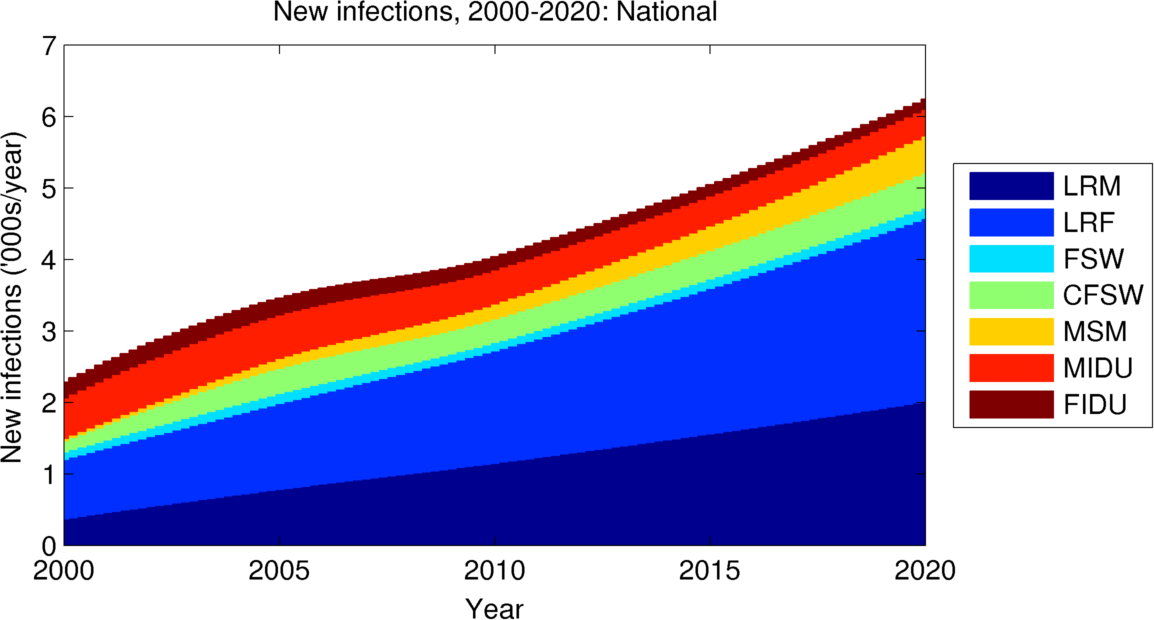 New infections, 2000-2020: National
New infections ('000s/year)
7
6
5
4
3
2
1
0
2000 2005 2010 2015 2020
Year
LRM
LRF
FSW
CFSW
MSM
MIDU
FIDU